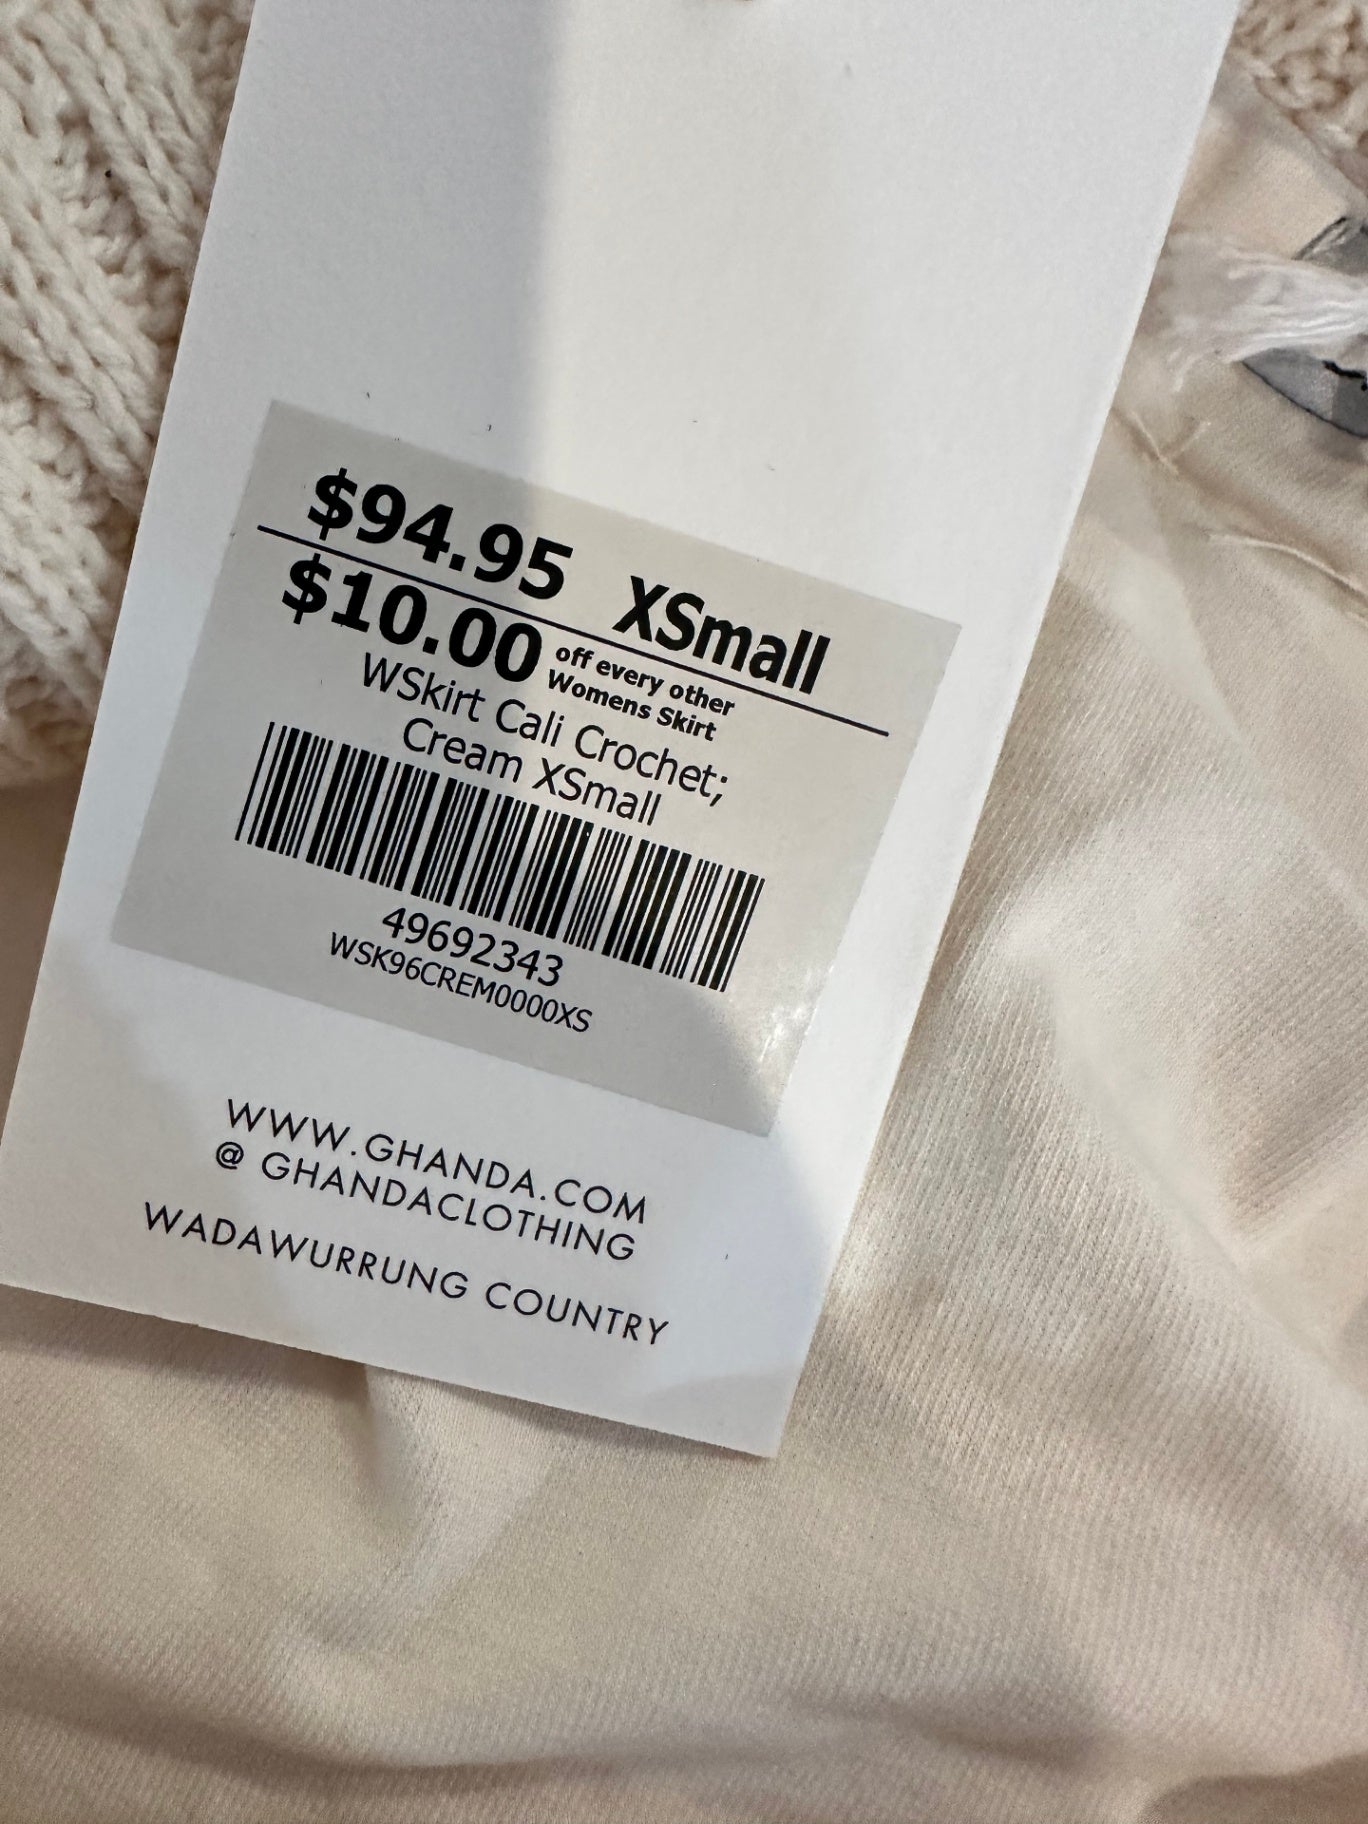 $94.95 XSmall
$10.00 off every other
Womens Skirt
WSkirt Cali Crochet;
Cream XSmall
49692343
WSK96CREM0000XS
WWW.GHANDA.COM
@ GHANDACLOTHING
WADAWURRUNG COUNTRY